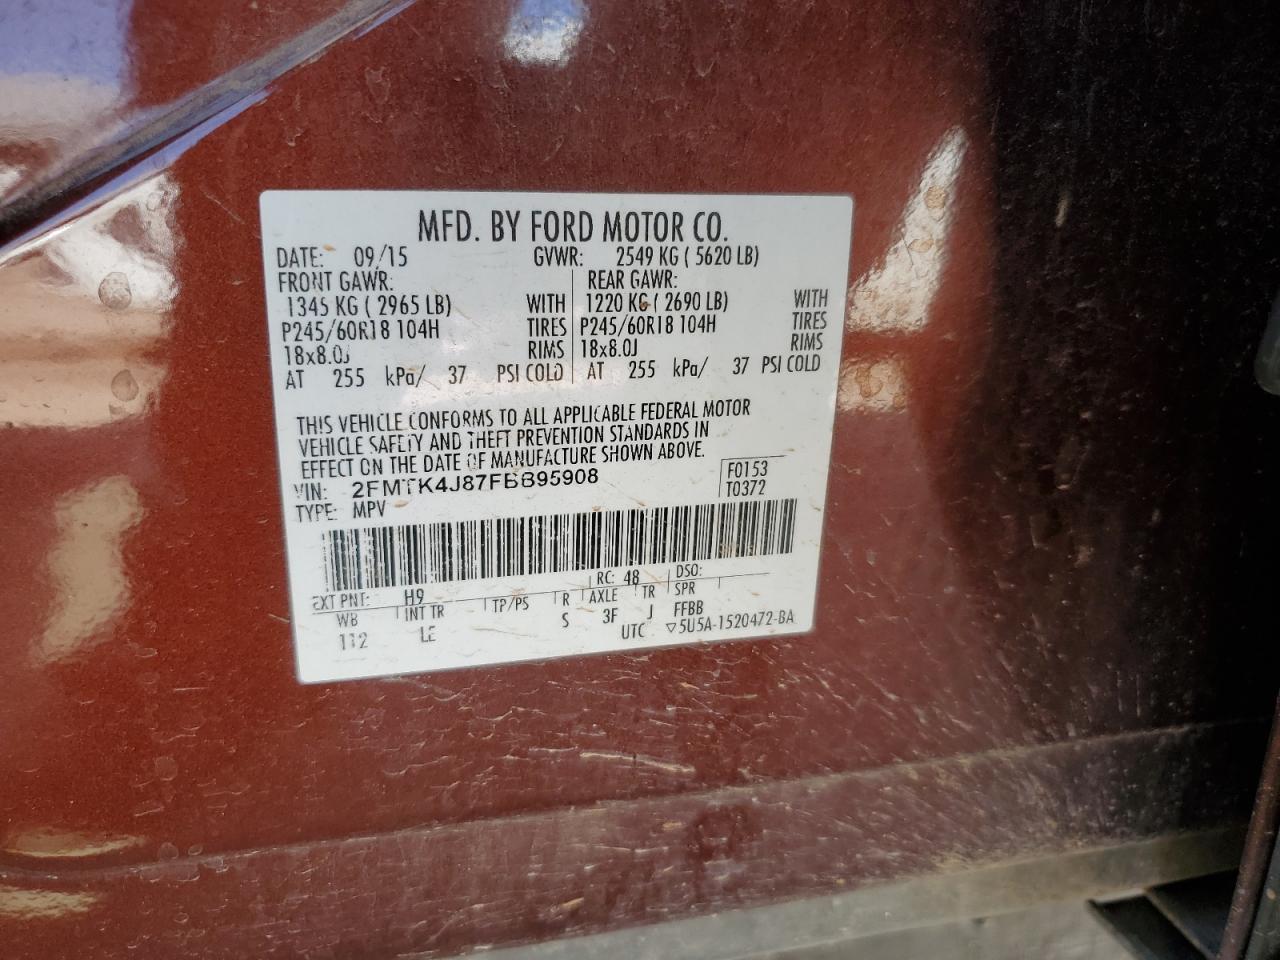 MFD. BY FORD MOTOR CO.
DATE: 09/15 GVWR: 2549 KG ( 5620 LB)
FRONT GAWR: REAR GAWR:
1345 KG ( 2965 LB) WITH 1220 KG ( 2690 LB) WITH
P245/60R18 104H TIRES P245/60R18 104H TIRES
18x8.0J RIMS 18x8.0J RIMS
AT 255 kPa/ 37 PSI COLD AT 255 kPa/ 37 PSI COLD
THIS VEHICLE CONFORMS TO ALL APPLICABLE FEDERAL MOTOR
VEHICLE SAFETY AND THEFT PREVENTION STANDARDS IN
EFFECT ON THE DATE OF MANUFACTURE SHOWN ABOVE.
VIN: 2FMTK4J87FBB95908 F0153
TYPE: MPV T0372
RC: 48 DSO:
EXT PNT: H9
WB INT TR TP/PS R AXLE TR SPR
112 LE S 3F J FFBB
UTC ▽5U5A-1520472-BA